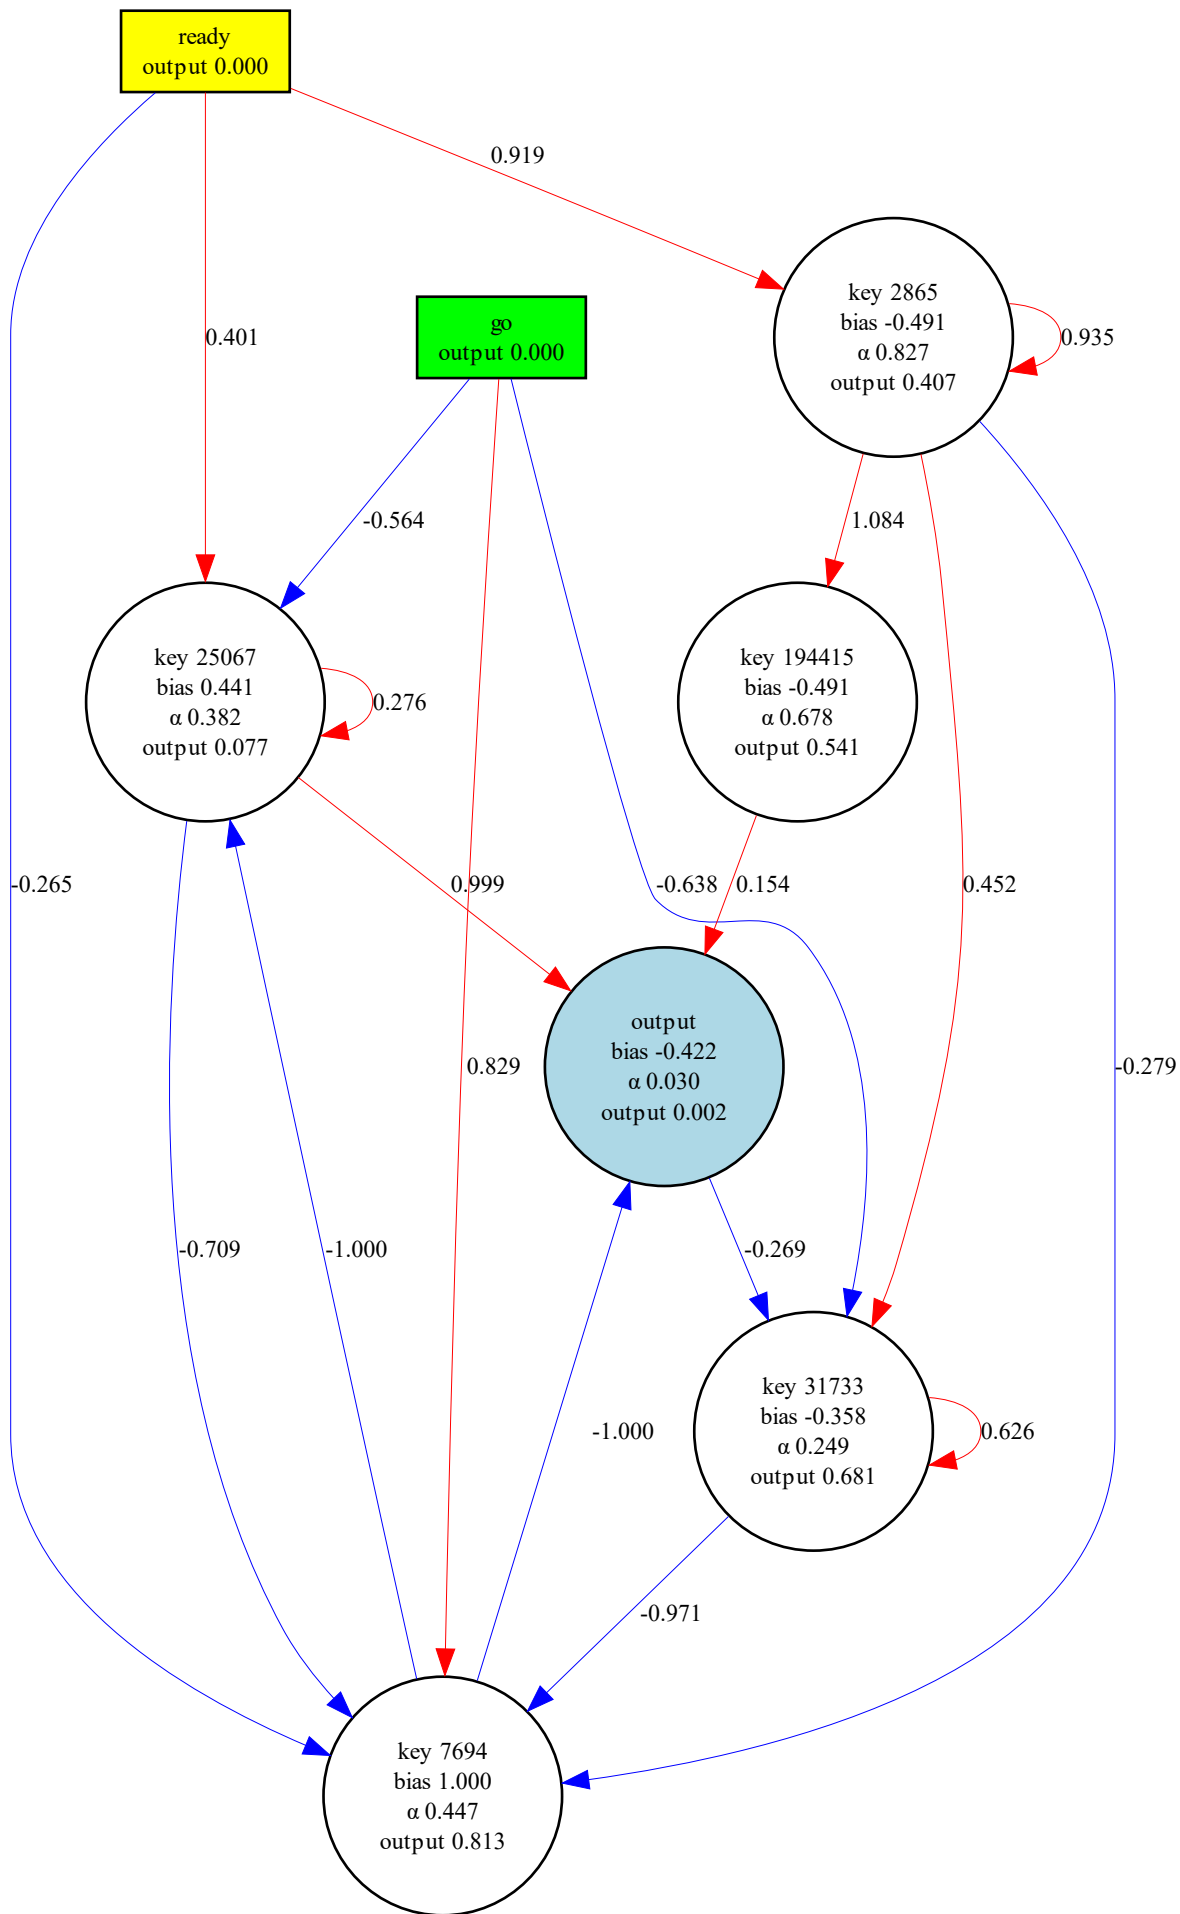 ready
output 0.000
0.919
key 2865
bias -0.491
α 0.827
output 0.407
0.935
0.401
go
output 0.000
-0.564
1.084
key 25067
bias 0.441
α 0.382
output 0.077
0.276
key 194415
bias -0.491
α 0.678
output 0.541
-0.265
0.999
-0.638
0.154
0.452
output
bias -0.422
α 0.030
output 0.002
0.829
-0.279
-0.709
-1.000
-0.269
key 31733
bias -0.358
α 0.249
output 0.681
0.626
-1.000
-0.971
key 7694
bias 1.000
α 0.447
output 0.813